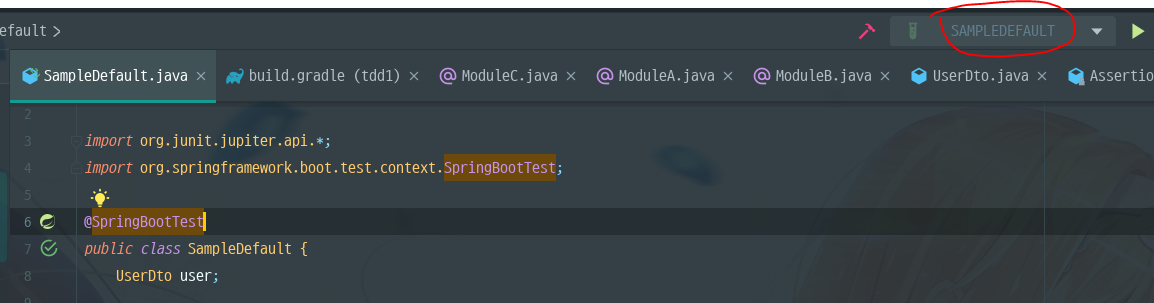 efault >
SAMPLEDEFAULT
SampleDefault.java × build.gradle (tdd1) × ModuleC.java × ModuleA.java × ModuleB.java × UserDto.java × Assertio
2
3 import org.junit.jupiter.api.*;
4 import org.springframework.boot.test.context.SpringBootTest;
5
6 @SpringBootTest
7 public class SampleDefault {
8 UserDto user;
9